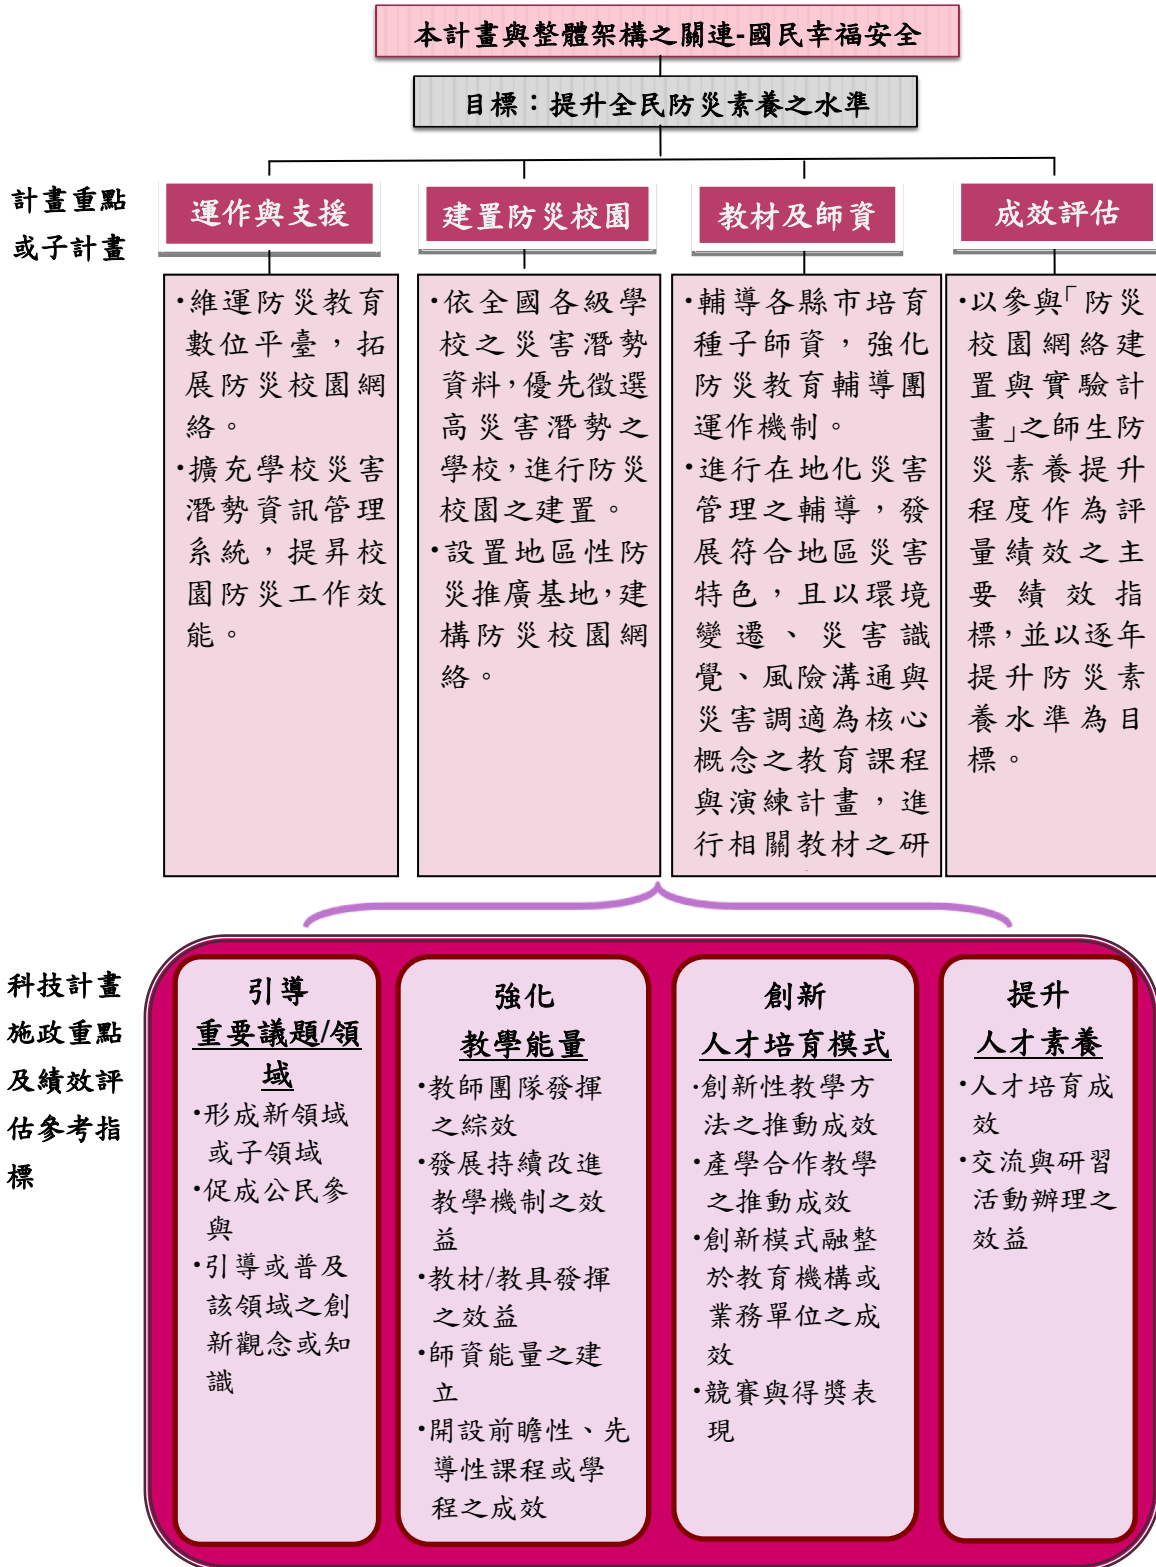 本計畫與整體架構之關連-國民幸福安全
目標：提升全民防災素養之水準
計畫重點
或子計畫
運作與支援
•維運防災教育
數位平臺，拓
展防災校園網
絡。
•擴充學校災害
潛勢資訊管理
系統，提昇校
園防災工作效
能。
建置防災校園
•依全國各級學
校之災害潛勢
資料，優先徵選
高災害潛勢之
學校，進行防災
校園之建置。
•設置地區性防
災推廣基地，建
構防災校園網
絡。
教材及師資
•輔導各縣市培育
種子師資，強化
防災教育輔導團
運作機制。
•進行在地化災害
管理之輔導，發
展符合地區災害
特色，且以環境
變遷、災害識
覺、風險溝通與
災害調適為核心
概念之教育課程
與演練計畫，進
行相關教材之研
成效評估
•以參與「防災
校園網絡建
置與實驗計
畫」之師生防
災素養提升
程度作為評
量績效之主
要績效指
標，並以逐年
提升防災素
養水準為目
標。
科技計畫
施政重點
及績效評
估參考指
標
引導
重要議題/領
域
•形成新領域
或子領域
•促成公民參
與
•引導或普及
該領域之創
新觀念或知
識
強化
教學能量
•教師團隊發揮
之綜效
•發展持續改進
教學機制之效
益
•教材/教具發揮
之效益
•師資能量之建
立
•開設前瞻性、先
導性課程或學
程之成效
創新
人才培育模式
•創新性教學方
法之推動成效
•產學合作教學
之推動成效
•創新模式融整
於教育機構或
業務單位之成
效
•競賽與得獎表
現
提升
人才素養
•人才培育成
效
•交流與研習
活動辦理之
效益